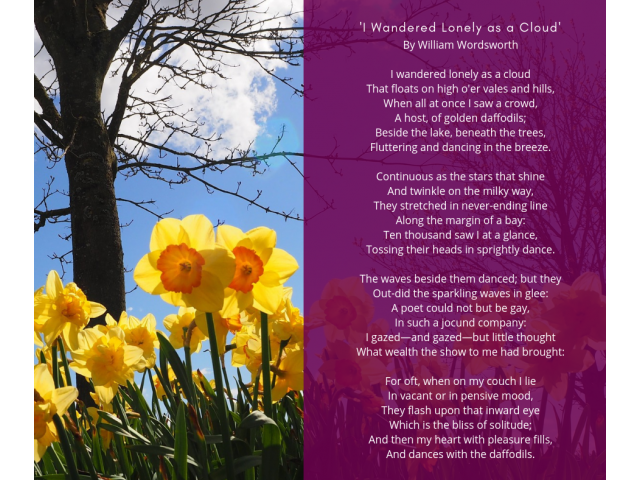 'I Wandered Lonely as a Cloud'
By William Wordsworth
I wandered lonely as a cloud
That floats on high o'er vales and hills,
When all at once I saw a crowd,
A host, of golden daffodils;
Beside the lake, beneath the trees,
Fluttering and dancing in the breeze.
Continuous as the stars that shine
And twinkle on the milky way,
They stretched in never-ending line
Along the margin of a bay:
Ten thousand saw I at a glance,
Tossing their heads in sprightly dance.
The waves beside them danced; but they
Out-did the sparkling waves in glee:
A poet could not but be gay,
In such a jocund company:
I gazed—and gazed—but little thought
What wealth the show to me had brought:
For oft, when on my couch I lie
In vacant or in pensive mood,
They flash upon that inward eye
Which is the bliss of solitude;
And then my heart with pleasure fills,
And dances with the daffodils.